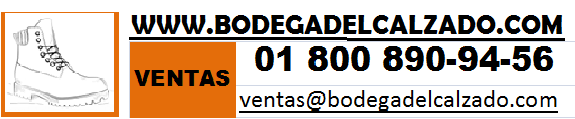 WWW.BODEGADELCALZADO.COM
VENTAS
01 800 890-94-56
ventas@bodegadelcalzado.com